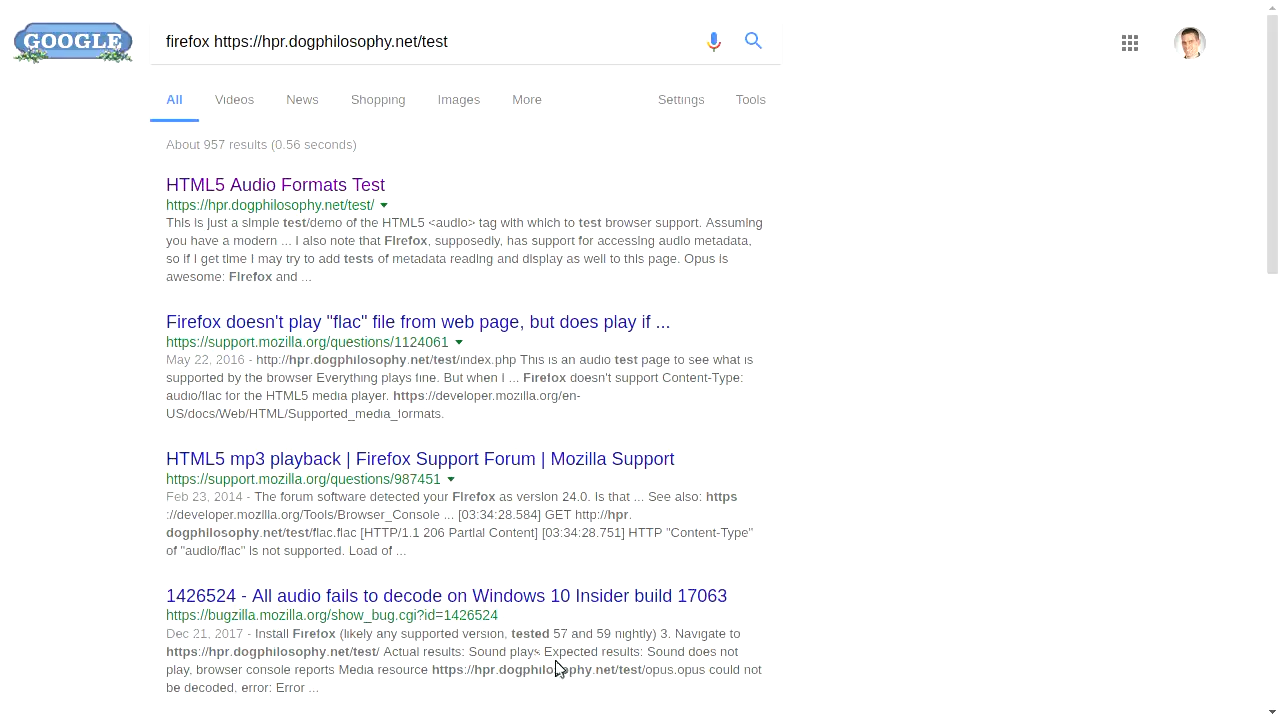 GOOGLE
firefox https://hpr.dogphilosophy.net/test
All Videos News Shopping Images More Settings Tools
About 957 results (0.56 seconds)
HTML5 Audio Formats Test
https://hpr.dogphilosophy.net/test/
This is just a simple test/demo of the HTML5 <audio> tag with which to test browser support. Assuming
you have a modern ... I also note that Firefox, supposedly, has support for accessing audio metadata,
so if I get time I may try to add tests of metadata reading and display as well to this page. Opus is
awesome: Firefox and ...
Firefox doesn't play "flac" file from web page, but does play if ...
https://support.mozilla.org/questions/1124061
May 22, 2016 - http://hpr.dogphilosophy.net/test/index.php This is an audio test page to see what is
supported by the browser Everything plays fine. But when I ... Firefox doesn't support Content-Type:
audio/flac for the HTML5 media player. https://developer.mozilla.org/en-
US/docs/Web/HTML/Supported_media_formats.
HTML5 mp3 playback | Firefox Support Forum | Mozilla Support
https://support.mozilla.org/questions/987451
Feb 23, 2014 - The forum software detected your Firefox as version 24.0. Is that ... See also: https
://developer.mozilla.org/Tools/Browser_Console ... [03:34:28.584] GET http://hpr.
dogphilosophy.net/test/flac.flac [HTTP/1.1 206 Partial Content] [03:34:28.751] HTTP "Content-Type"
of "audio/flac" is not supported. Load of ...
1426524 - All audio fails to decode on Windows 10 Insider build 17063
https://bugzilla.mozilla.org/show_bug.cgi?id=1426524
Dec 21, 2017 - Install Firefox (likely any supported version, tested 57 and 59 nightly) 3. Navigate to
https://hpr.dogphilosophy.net/test/ Actual results: Sound plays Expected results: Sound does not
play, browser console reports Media resource https://hpr.dogphilosophy.net/test/opus.opus could not
be decoded. error: Error ...